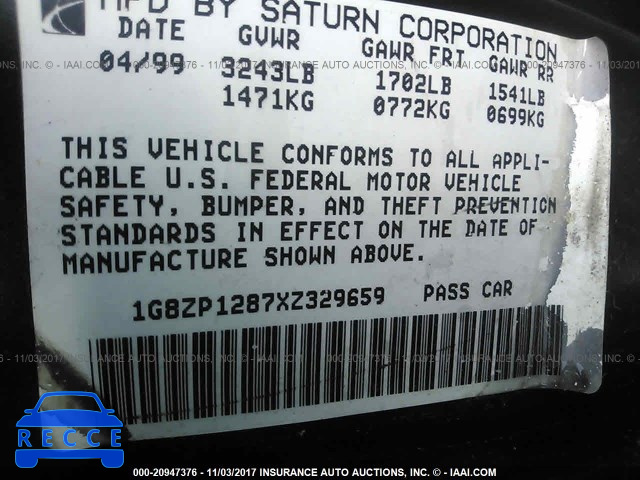 MFD BY SATURN CORPORATION
DATE GVWR GAWR FRT GAWR RR
04/99 3243LB 1702LB 1541LB
1471KG 0772KG 0699KG
THIS VEHICLE CONFORMS TO ALL APPLI-
CABLE U.S. FEDERAL MOTOR VEHICLE
SAFETY, BUMPER, AND THEFT PREVENTION
STANDARDS IN EFFECT ON THE DATE OF
MANUFACTURE SHOWN ABOVE.
1G8ZP1287XZ329659 PASS CAR
RECCE
000-20947376 - 11/03/2017 INSURANCE AUTO AUCTIONS, INC. - © IAAI.COM